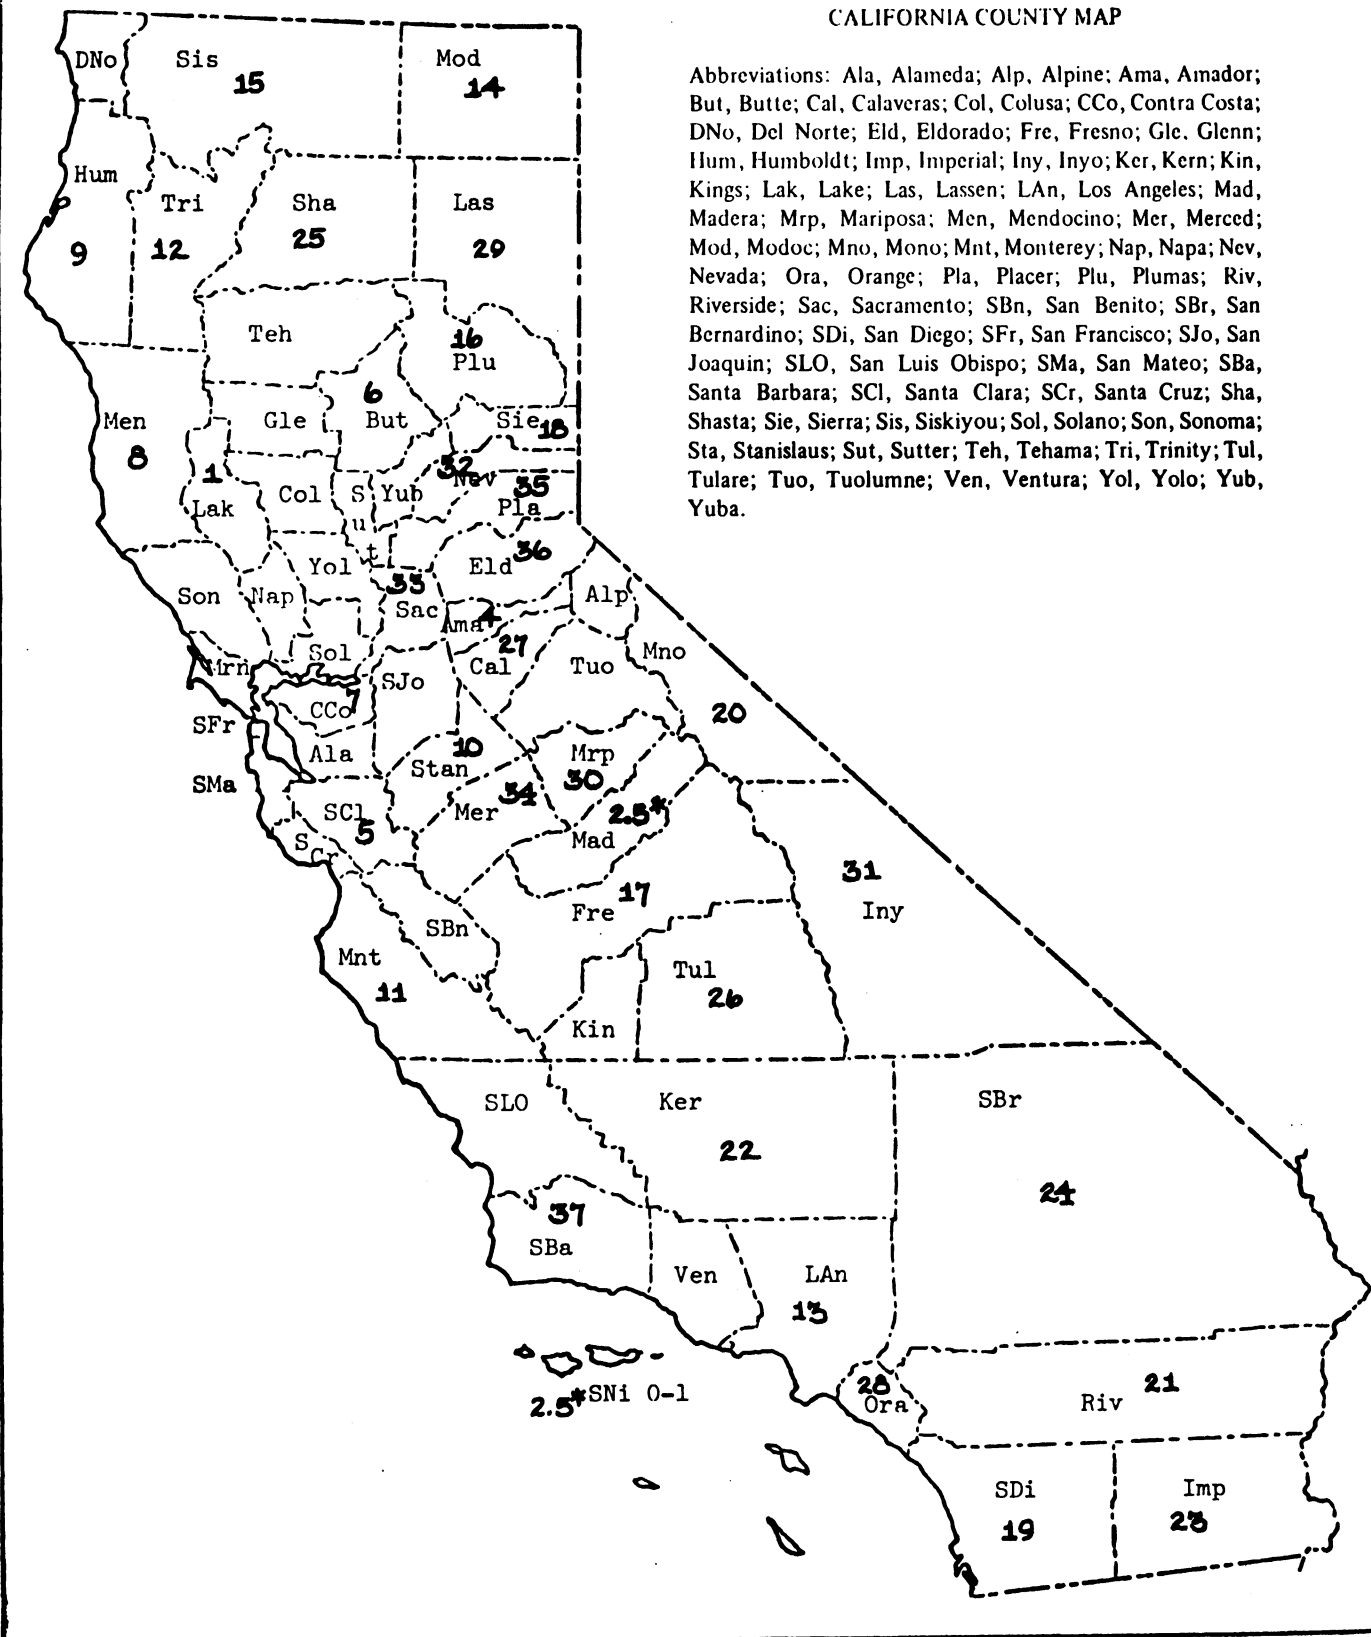 CALIFORNIA COUNTY MAP
Abbreviations: Ala, Alameda; Alp, Alpine; Ama, Amador;
But, Butte; Cal, Calaveras; Col, Colusa; CCo, Contra Costa;
DNo, Del Norte; Eld, Eldorado; Fre, Fresno; Gle, Glenn;
Hum, Humboldt; Imp, Imperial; Iny, Inyo; Ker, Kern; Kin,
Kings; Lak, Lake; Las, Lassen; LAn, Los Angeles; Mad,
Madera; Mrp, Mariposa; Men, Mendocino; Mer, Merced;
Mod, Modoc; Mno, Mono; Mnt, Monterey; Nap, Napa; Nev,
Nevada; Ora, Orange; Pla, Placer; Plu, Plumas; Riv,
Riverside; Sac, Sacramento; SBn, San Benito; SBr, San
Bernardino; SDi, San Diego; SFr, San Francisco; SJo, San
Joaquin; SLO, San Luis Obispo; SMa, San Mateo; SBa,
Santa Barbara; SCl, Santa Clara; SCr, Santa Cruz; Sha,
Shasta; Sie, Sierra; Sis, Siskiyou; Sol, Solano; Son, Sonoma;
Sta, Stanislaus; Sut, Sutter; Teh, Tehama; Tri, Trinity; Tul,
Tulare; Tuo, Tuolumne; Ven, Ventura; Yol, Yolo; Yub,
Yuba.
DNo
Sis
15
Mod
14
Hum
9
Tri
12
Sha
25
Las
29
Teh
16
Plu
Men
8
Gle
6
But
Sie 18
1
Lak
Col
S
u
t
Yub
32
Nev
35
Pla
Son
Nap
Yol
33
Sac
Eld 36
Ama 4
Alp
Mrn
Sol
27
Cal
Tuo
Mno
20
SFr
CCo 7
SJo
SMa
Ala
10
Stan
Mrp
30
SCl
5
S
Cr
Mer 34
2.5*
Mad
31
Iny
Mnt
11
SBn
Fre 17
Kin
Tul
26
SLO
Ker
22
SBr
24
37
SBa
Ven
LAn
13
2.5* SNi 0-1
28
Ora
Riv 21
SDi
19
Imp
23